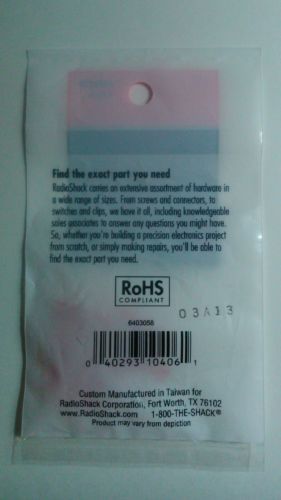 Find the exact part you need
RadioShack carries an extensive assortment of hardware in
a wide range of sizes. From screws and connectors, to
switches and clips, we have it all, including knowledgeable
sales associates to answer any questions you might have.
So, whether you're building a precision electronics project
from scratch, or simply making repairs, you'll be able to
find the exact part you need.
RoHS
COMPLIANT
03A13
6403058
0 40293 10406 1
Custom Manufactured in Taiwan for
RadioShack Corporation, Fort Worth, TX 76102
www.RadioShack.com 1-800-THE-SHACK®
Product may vary from depiction